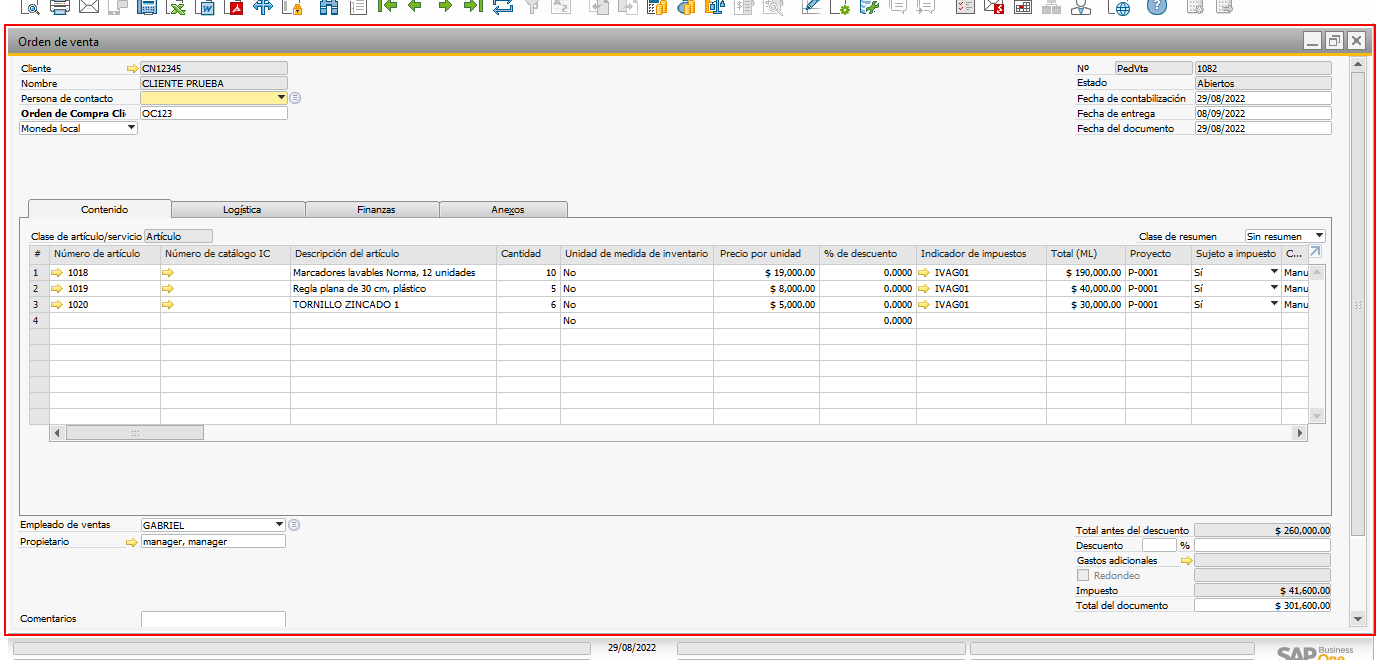 Orden de venta
Cliente CN12345 Nº PedVta 1082
Nombre CLIENTE PRUEBA Estado Abiertos
Persona de contacto Fecha de contabilización 29/08/2022
Orden de Compra Cli OC123 Fecha de entrega 08/09/2022
Moneda local Fecha del documento 29/08/2022
Contenido Logística Finanzas Anexos
Clase de artículo/servicio Artículo Clase de resumen Sin resumen
# Número de artículo Número de catálogo IC Descripción del artículo Cantidad Unidad de medida de inventario Precio por unidad % de descuento Indicador de impuestos Total (ML) Proyecto Sujeto a impuesto C...
1 1018 Marcadores lavables Norma, 12 unidades 10 No $ 19,000.00 0.0000 IVAG01 $ 190,000.00 P-0001 Sí Manu
2 1019 Regla plana de 30 cm, plástico 5 No $ 8,000.00 0.0000 IVAG01 $ 40,000.00 P-0001 Sí Manu
3 1020 TORNILLO ZINCADO 1 6 No $ 5,000.00 0.0000 IVAG01 $ 30,000.00 P-0001 Sí Manu
4 No 0.0000
Empleado de ventas GABRIEL Total antes del descuento $ 260,000.00
Propietario manager, manager Descuento %
Gastos adicionales
Redondeo
Impuesto $ 41,600.00
Total del documento $ 301,600.00
Comentarios
29/08/2022 SAP Business One